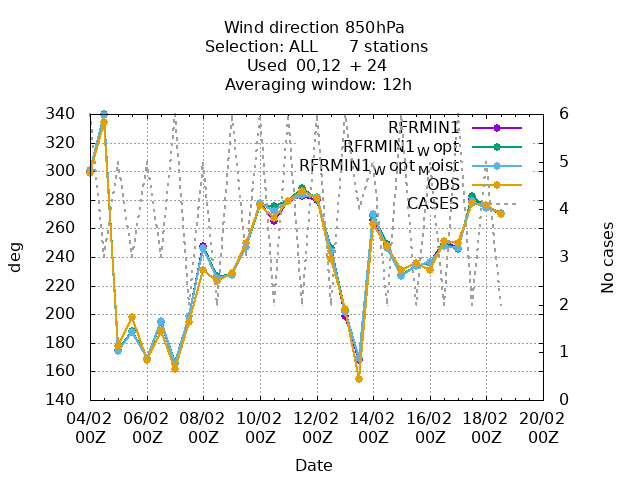 Wind direction 850hPa
Selection: ALL 7 stations
Used 00,12 + 24
Averaging window: 12h
340
320
300
280
260
240
220
200
180
160
140
deg
6
5
4
3
2
1
0
No cases
RFRMIN1
RFRMIN1W opt
RFRMIN1W opt Moist
OBS
CASES
04/02 06/02 08/02 10/02 12/02 14/02 16/02 18/02 20/02
00Z 00Z 00Z 00Z 00Z 00Z 00Z 00Z 00Z
Date